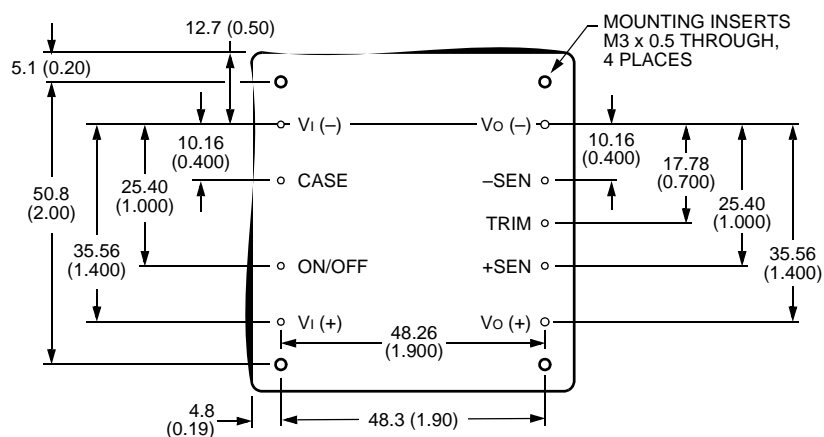 12.7 (0.50)
5.1 (0.20)
MOUNTING INSERTS
M3 x 0.5 THROUGH,
4 PLACES
VI (–)
VO (–)
10.16
(0.400)
10.16
(0.400)
17.78
(0.700)
CASE
–SEN
25.40
(1.000)
50.8
(2.00)
25.40
(1.000)
TRIM
35.56
(1.400)
35.56
(1.400)
ON/OFF
+SEN
VI (+)
VO (+)
48.26
(1.900)
4.8
(0.19)
48.3 (1.90)